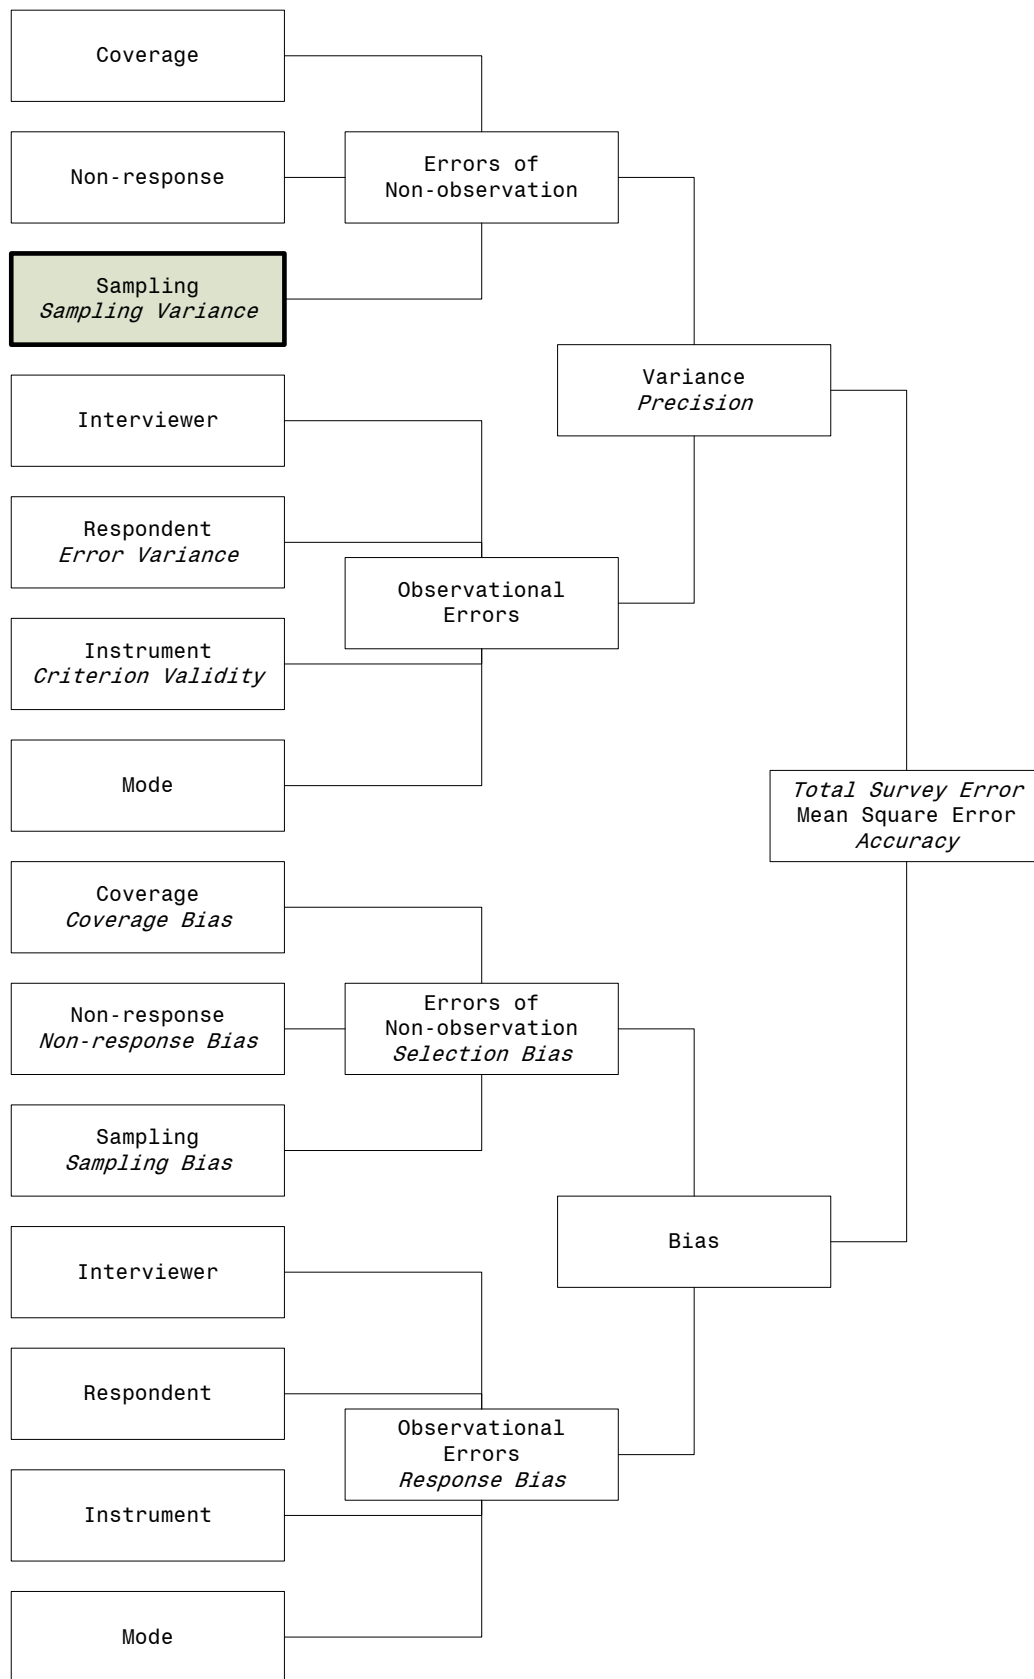 Coverage
Non-response
Errors of
Non-observation
Sampling
Sampling Variance
Variance
Precision
Interviewer
Respondent
Error Variance
Observational
Errors
Instrument
Criterion Validity
Mode
Total Survey Error
Mean Square Error
Accuracy
Coverage
Coverage Bias
Non-response
Non-response Bias
Errors of
Non-observation
Selection Bias
Sampling
Sampling Bias
Bias
Interviewer
Respondent
Observational
Errors
Response Bias
Instrument
Mode